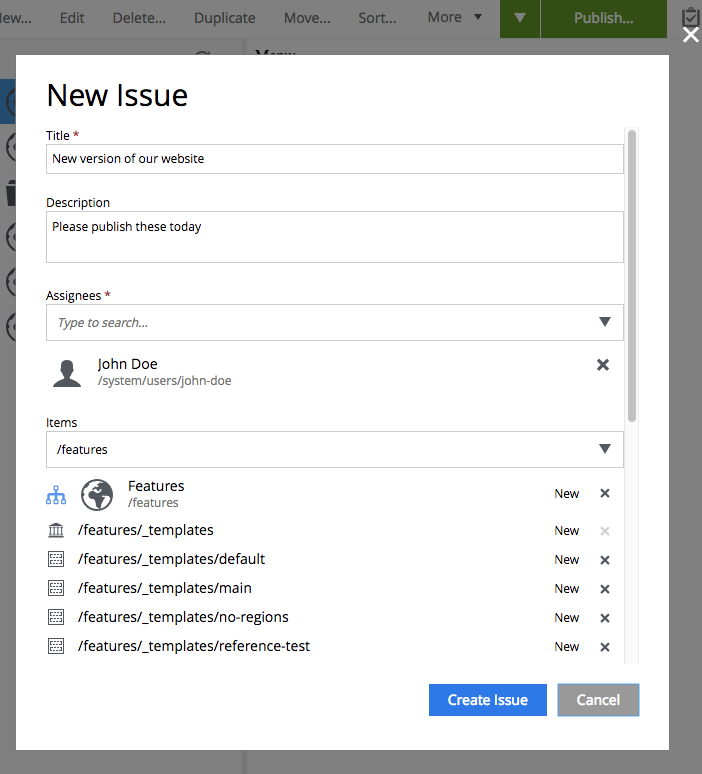 Edit Delete... Duplicate Move... Sort... More Publish...
New Issue
Title *
New version of our website
Description
Please publish these today
Assignees *
Type to search...
John Doe
/system/users/john-doe
Items
/features
Features
/features
New
/features/_templates New
/features/_templates/default New
/features/_templates/main New
/features/_templates/no-regions New
/features/_templates/reference-test New
Create Issue Cancel